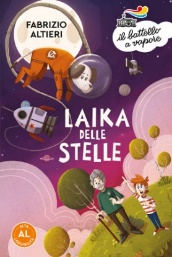 FABRIZIO
ALTIERI
il battello
a vapore
LAIKA
DELLE
STELLE
AL